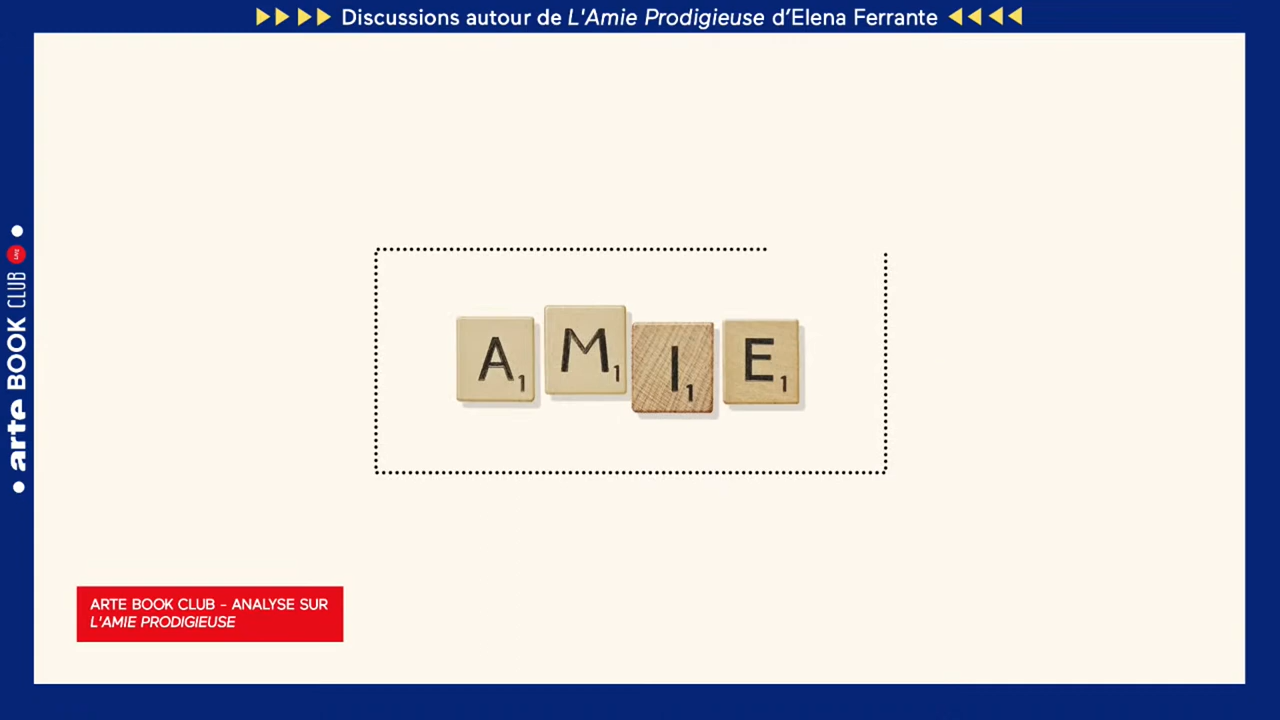 Discussions autour de L'Amie Prodigieuse d'Elena Ferrante
arte BOOK CLUB
A1 M1 I1 E1
ARTE BOOK CLUB - ANALYSE SUR
L'AMIE PRODIGIEUSE